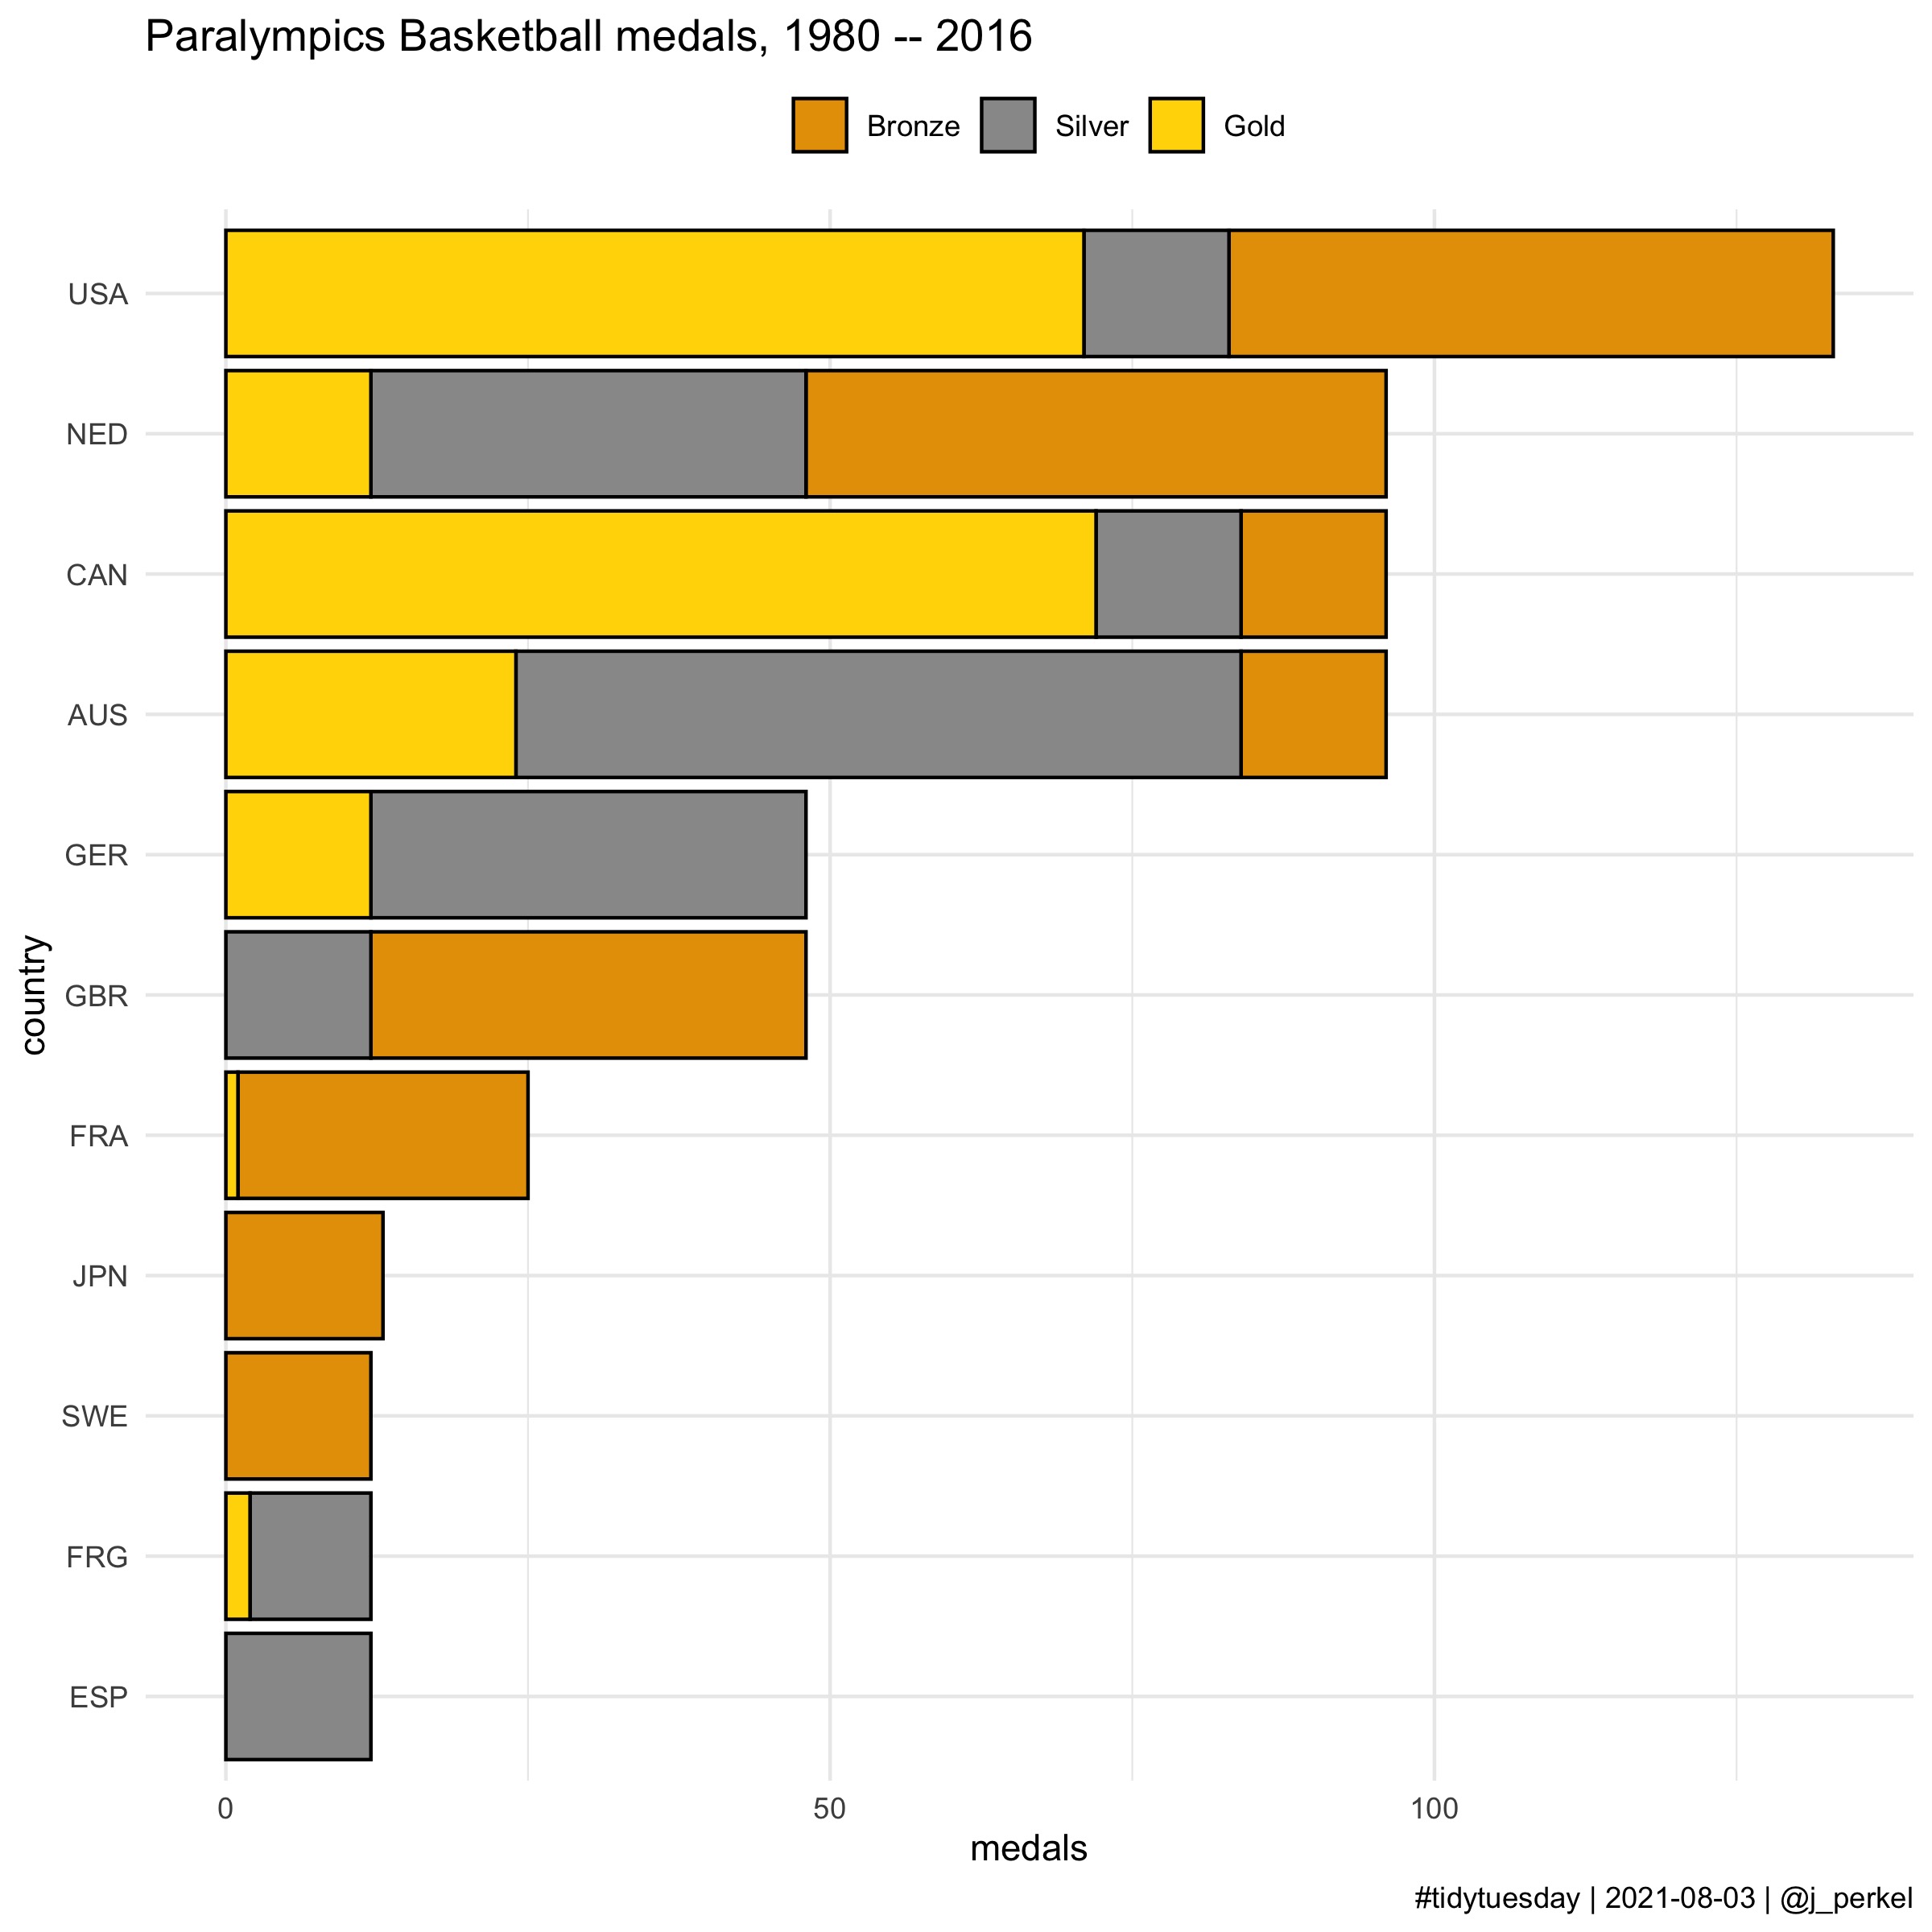 Paralympics Basketball medals, 1980 -- 2016
Bronze Silver Gold
USA
NED
CAN
AUS
GER
GBR
FRA
JPN
SWE
FRG
ESP
country
0 50 100
medals
#tidytuesday | 2021-08-03 | @j_perkel